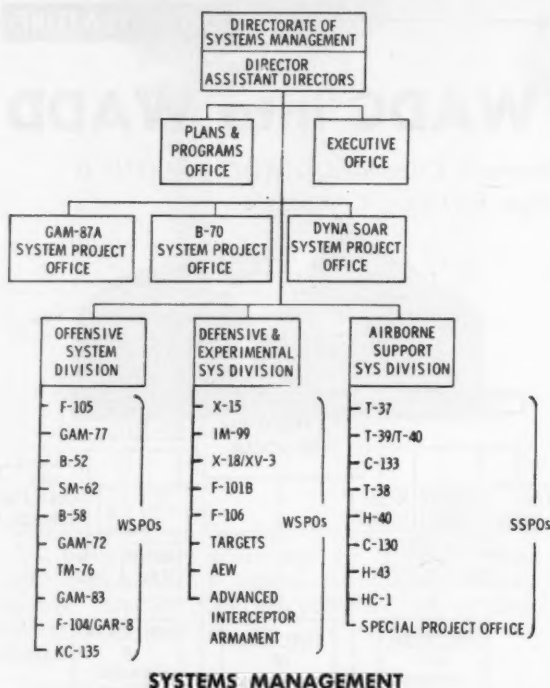 DIRECTORATE OF
SYSTEMS MANAGEMENT
DIRECTOR
ASSISTANT DIRECTORS
PLANS &
PROGRAMS
OFFICE
EXECUTIVE
OFFICE
GAM-87A
SYSTEM PROJECT
OFFICE
B-70
SYSTEM PROJECT
OFFICE
DYNA SOAR
SYSTEM PROJECT
OFFICE
OFFENSIVE
SYSTEM
DIVISION
F-105
GAM-77
B-52
SM-62
B-58
GAM-72
TM-76
GAM-83
F-104/GAR-8
KC-135
WSPOs
DEFENSIVE &
EXPERIMENTAL
SYS DIVISION
X-15
IM-99
X-18/XV-3
F-101B
F-106
TARGETS
AEW
ADVANCED
INTERCEPTOR
ARMAMENT
WSPOs
AIRBORNE
SUPPORT
SYS DIVISION
T-37
T-39/T-40
C-133
T-38
H-40
C-130
H-43
HC-1
SPECIAL PROJECT OFFICE
SSPOs
SYSTEMS MANAGEMENT